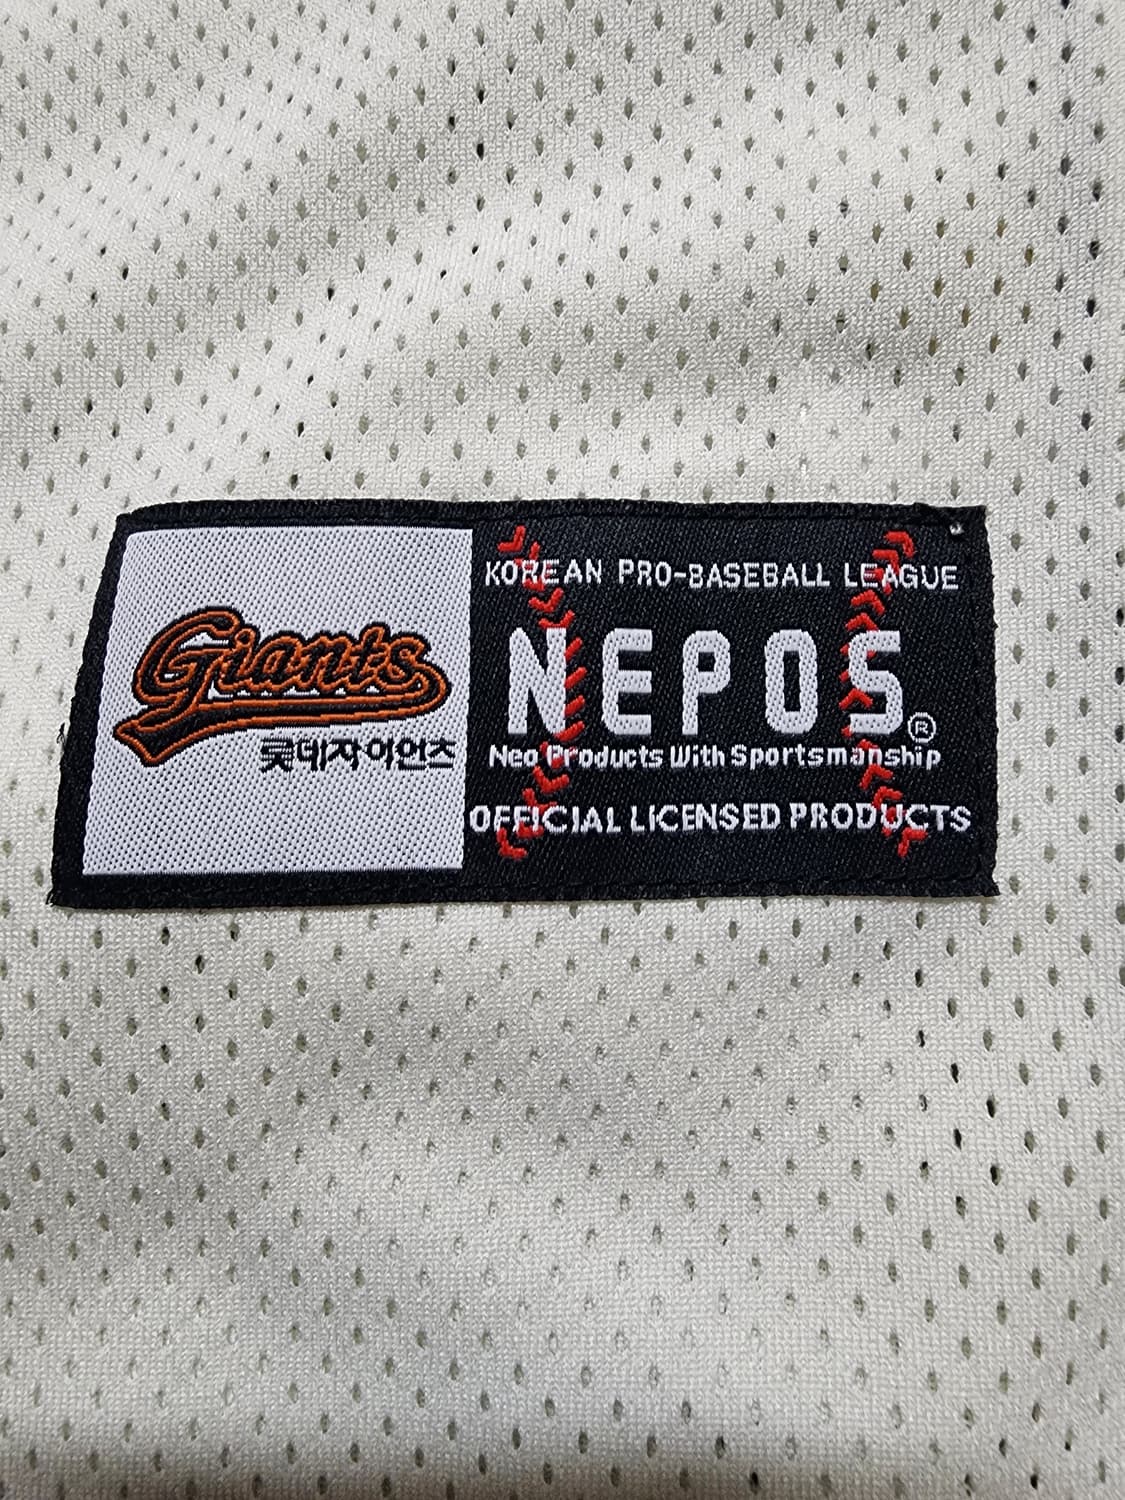 Giants
롯데자이언츠
KOREAN PRO-BASEBALL LEAGUE
NEPOS®
Neo Products With Sportsmanship
OFFICIAL LICENSED PRODUCTS